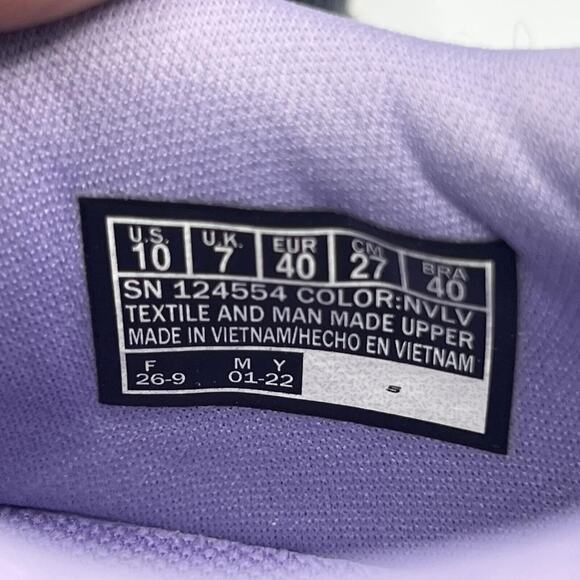 U.S. U.K. EUR CM BRA
10 7 40 27 40
SN 124554 COLOR:NVLV
TEXTILE AND MAN MADE UPPER
MADE IN VIETNAM/HECHO EN VIETNAM
F M Y
26-9 01-22 5